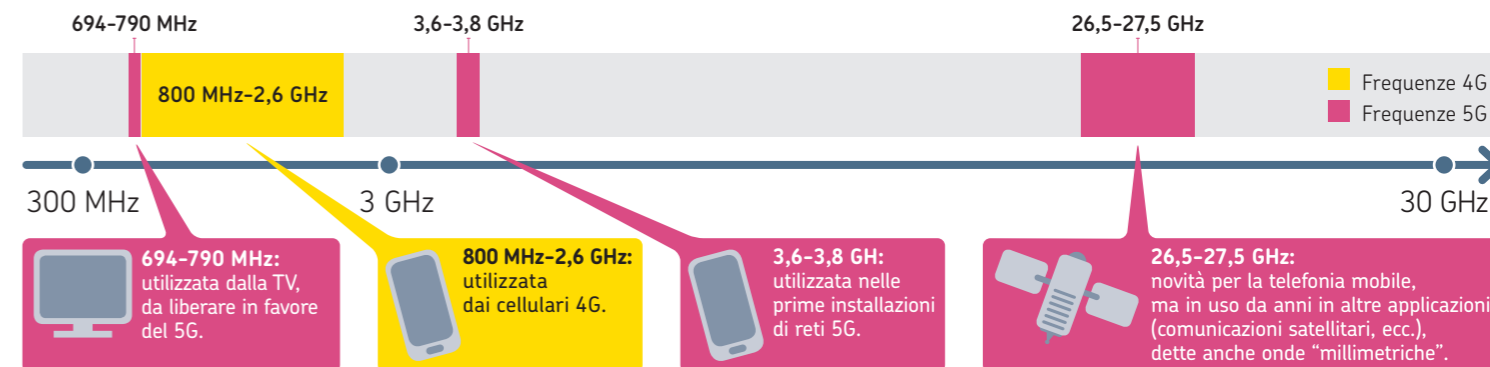 694-790 MHz
3,6-3,8 GHz
26,5-27,5 GHz
800 MHz-2,6 GHz
Frequenze 4G
Frequenze 5G
300 MHz
3 GHz
30 GHz
694-790 MHz:
utilizzata dalla TV,
da liberare in favore
del 5G.
800 MHz-2,6 GHz:
utilizzata
dai cellulari 4G.
3,6-3,8 GH:
utilizzata nelle
prime installazioni
di reti 5G.
26,5-27,5 GHz:
novità per la telefonia mobile,
ma in uso da anni in altre applicazioni
(comunicazioni satellitari, ecc.),
dette anche onde “millimetriche”.